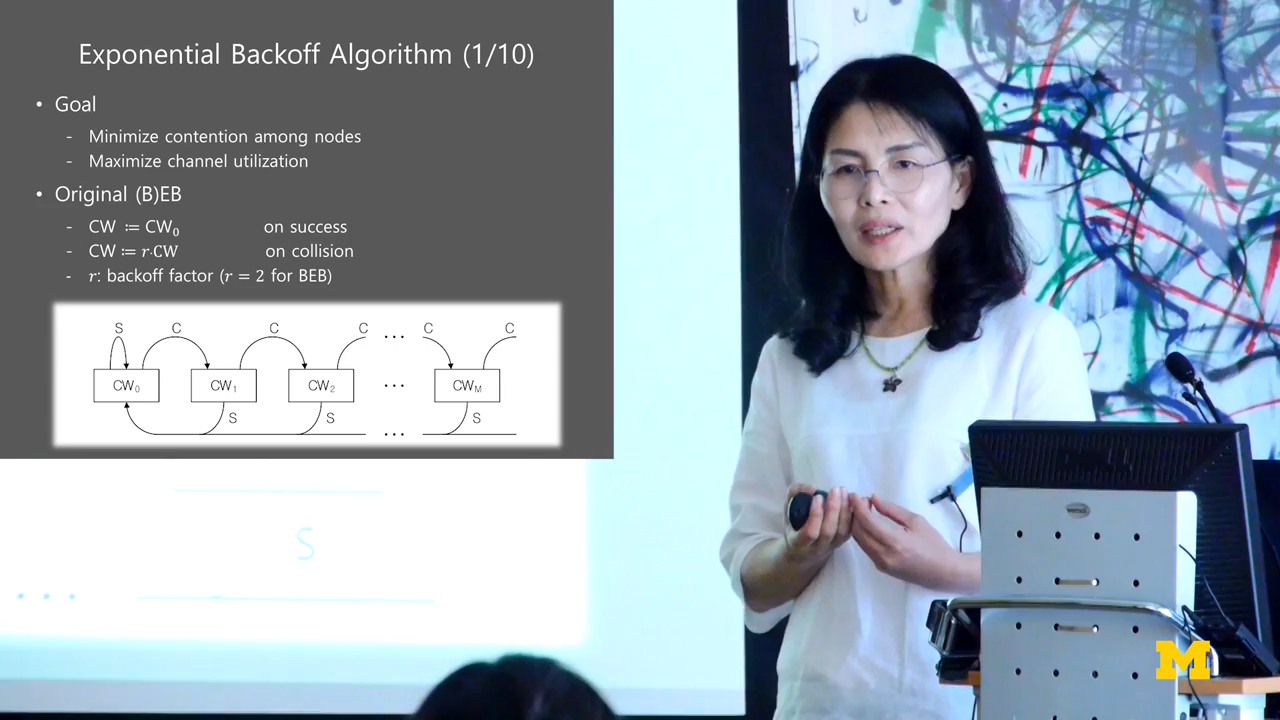 Exponential Backoff Algorithm (1/10)
• Goal
- Minimize contention among nodes
- Maximize channel utilization
• Original (B)EB
- CW ≔ CW₀ on success
- CW ≔ r·CW on collision
- r: backoff factor (r = 2 for BEB)
S C C C ... C C
CW₀ CW₁ CW₂ ... CW_M
S S S
...
S
...
M